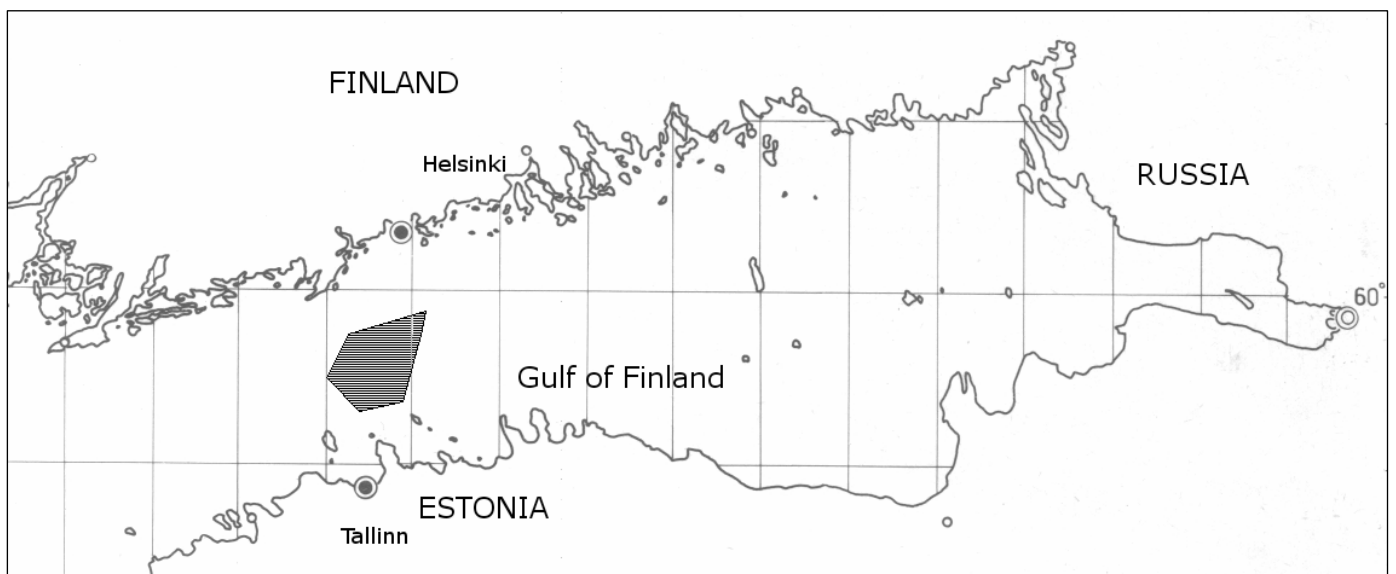 FINLAND
Helsinki
RUSSIA
60°
Gulf of Finland
ESTONIA
Tallinn